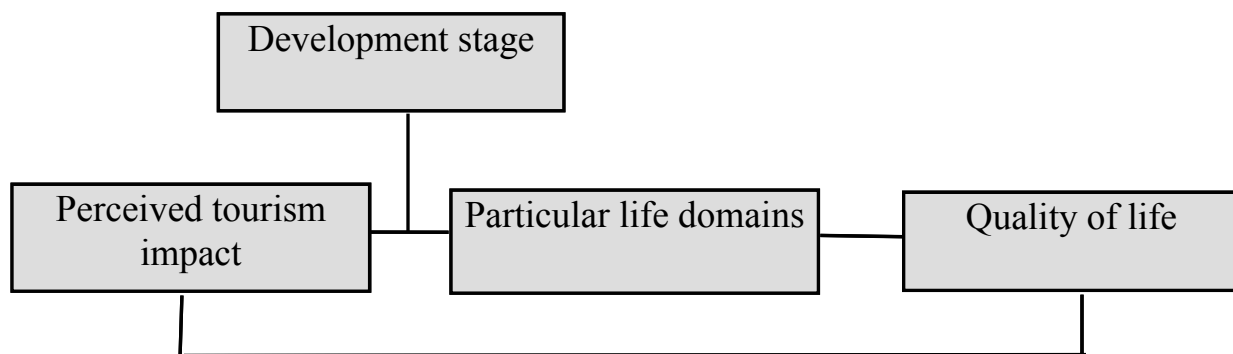 Development stage
Perceived tourism
impact
Particular life domains
Quality of life